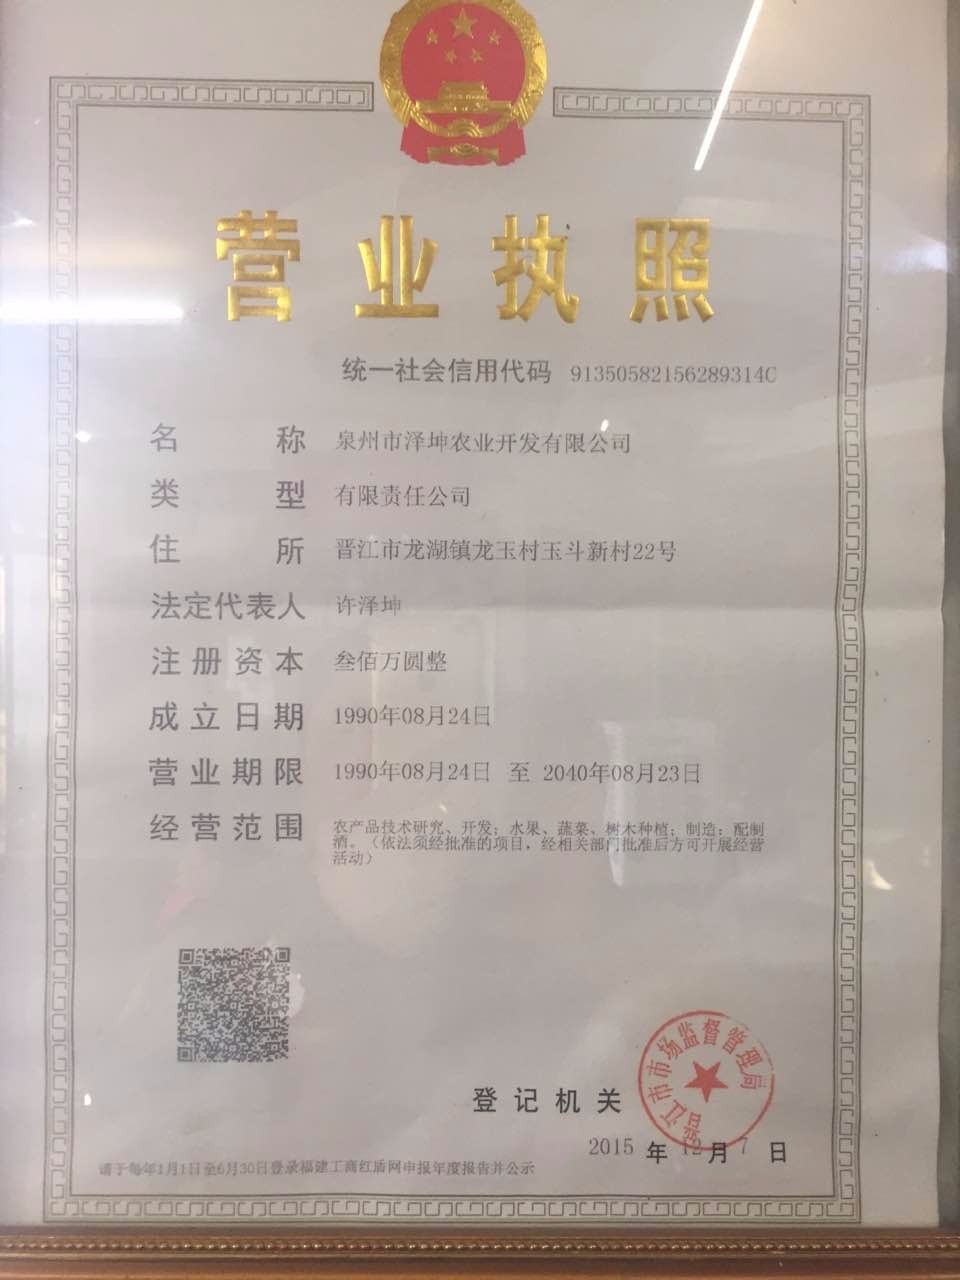 营业执照
统一社会信用代码 91350582156289314C
名称 泉州市泽坤农业开发有限公司
类型 有限责任公司
住所 晋江市龙湖镇龙玉村玉斗新村22号
法定代表人 许泽坤
注册资本 叁佰万圆整
成立日期 1990年08月24日
营业期限 1990年08月24日 至 2040年08月23日
经营范围 农产品技术研究、开发；水果、蔬菜、树木种植；制造：配制
酒。（依法须经批准的项目，经相关部门批准后方可开展经营
活动）
晋江市市场监督管理局
登记机关
2015 年 12 月 7 日
请于每年1月1日至6月30日登录福建工商红盾网申报年度报告并公示